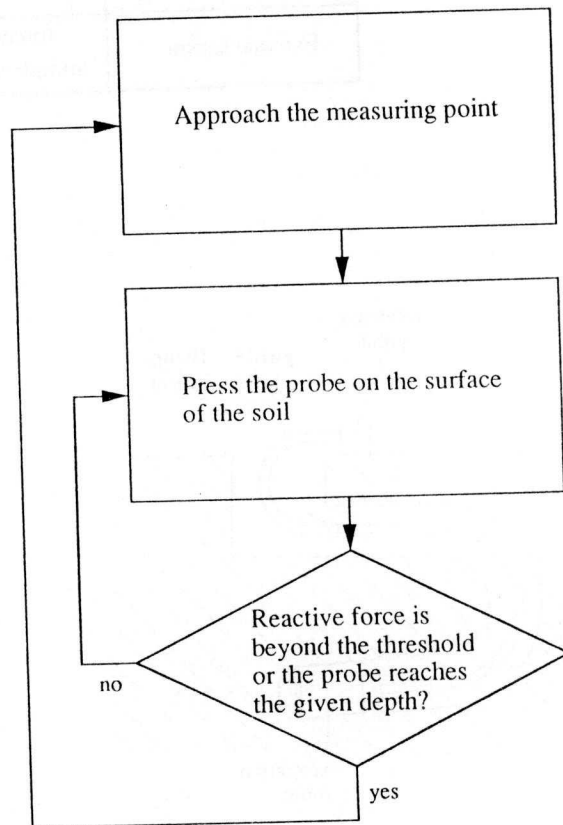 Approach the measuring point
Press the probe on the surface
of the soil
Reactive force is
beyond the threshold
or the probe reaches
the given depth?
no
yes